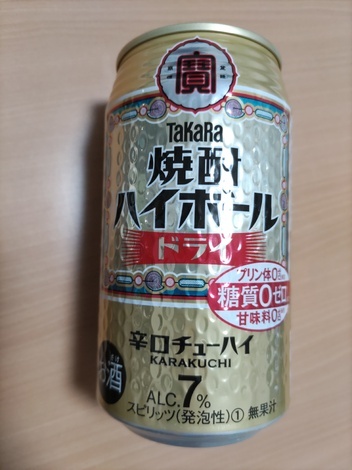 寳
TaKaRa
焼酎
ハイボール
ドライ
プリン体0
糖質0ゼロ
甘味料0
辛口チューハイ
KARAKUCHI
お酒
ALC. 7%
スピリッツ(発泡性)① 無果汁